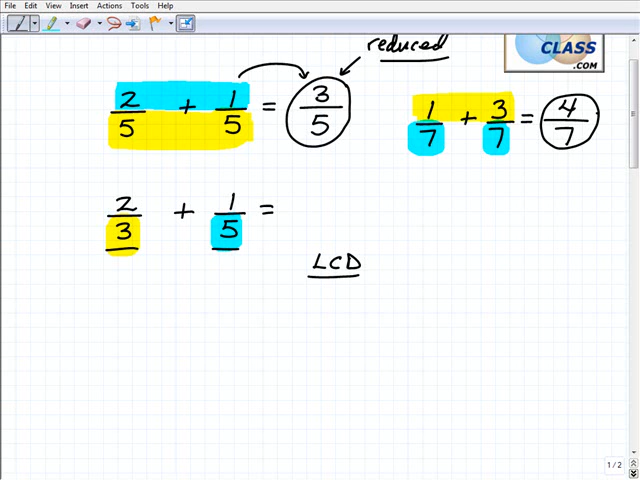 File Edit View Insert Actions Tools Help
reduced
CLASS
.COM
2/5 + 1/5 = 3/5
1/7 + 3/7 = 4/7
2/3 + 1/5 =
LCD
1/2